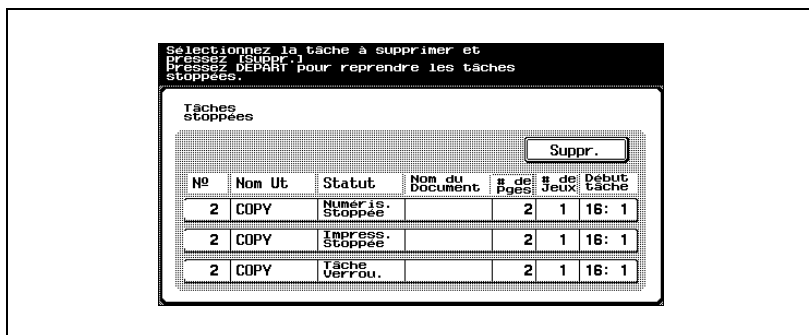 Sélectionnez la tâche à supprimer et
pressez [Suppr.]
Pressez DEPART pour reprendre les tâches
stoppées.
Tâches
stoppées
Suppr.
Nº Nom Ut Statut Nom du Document # de Pges # de Jeux Début tâche
2 COPY Numéris. Stoppée 2 1 16: 1
2 COPY Impress. Stoppée 2 1 16: 1
2 COPY Tâche Verrou. 2 1 16: 1